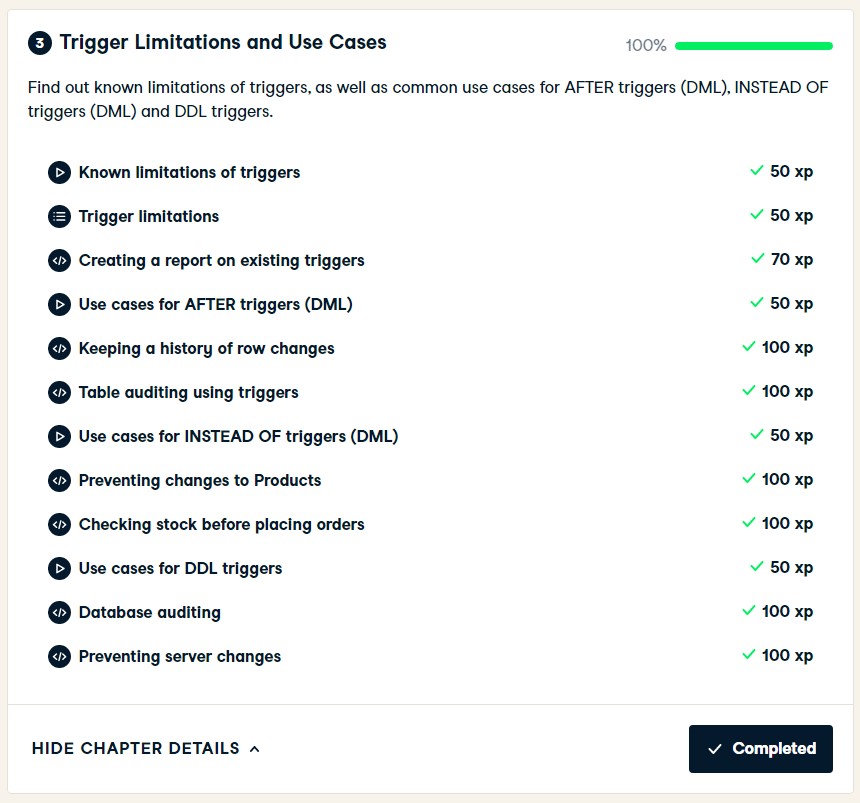 3 Trigger Limitations and Use Cases 100%
Find out known limitations of triggers, as well as common use cases for AFTER triggers (DML), INSTEAD OF
triggers (DML) and DDL triggers.
Known limitations of triggers 50 xp
Trigger limitations 50 xp
Creating a report on existing triggers 70 xp
Use cases for AFTER triggers (DML) 50 xp
Keeping a history of row changes 100 xp
Table auditing using triggers 100 xp
Use cases for INSTEAD OF triggers (DML) 50 xp
Preventing changes to Products 100 xp
Checking stock before placing orders 100 xp
Use cases for DDL triggers 50 xp
Database auditing 100 xp
Preventing server changes 100 xp
HIDE CHAPTER DETAILS Completed